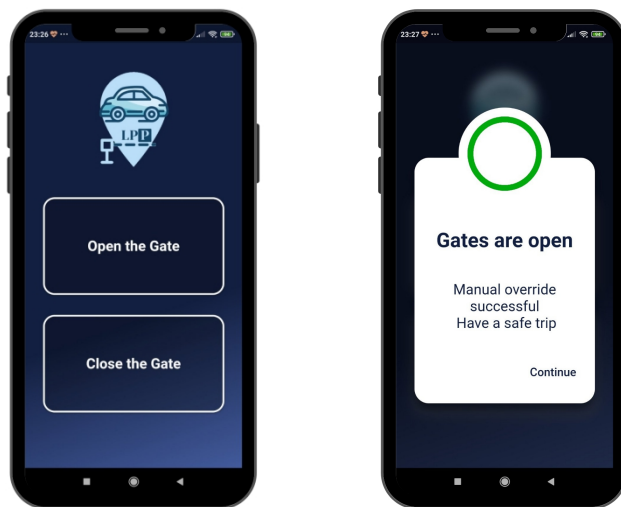 23:26
LPP
Open the Gate
Close the Gate
23:27
Gates are open
Manual override
successful
Have a safe trip
Continue